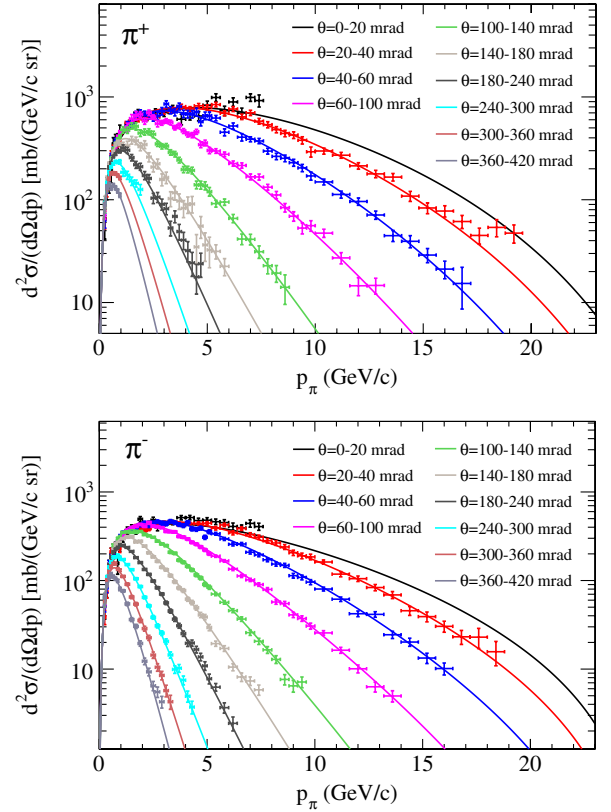 π+
θ=0-20 mrad
θ=20-40 mrad
θ=40-60 mrad
θ=60-100 mrad
θ=100-140 mrad
θ=140-180 mrad
θ=180-240 mrad
θ=240-300 mrad
θ=300-360 mrad
θ=360-420 mrad
d²σ/(dΩdp) [mb/(GeV/c sr)]
10³
10²
10
0 5 10 15 20
p_π (GeV/c)
π-
θ=0-20 mrad
θ=20-40 mrad
θ=40-60 mrad
θ=60-100 mrad
θ=100-140 mrad
θ=140-180 mrad
θ=180-240 mrad
θ=240-300 mrad
θ=300-360 mrad
θ=360-420 mrad
d²σ/(dΩdp) [mb/(GeV/c sr)]
10³
10²
10
0 5 10 15 20
p_π (GeV/c)